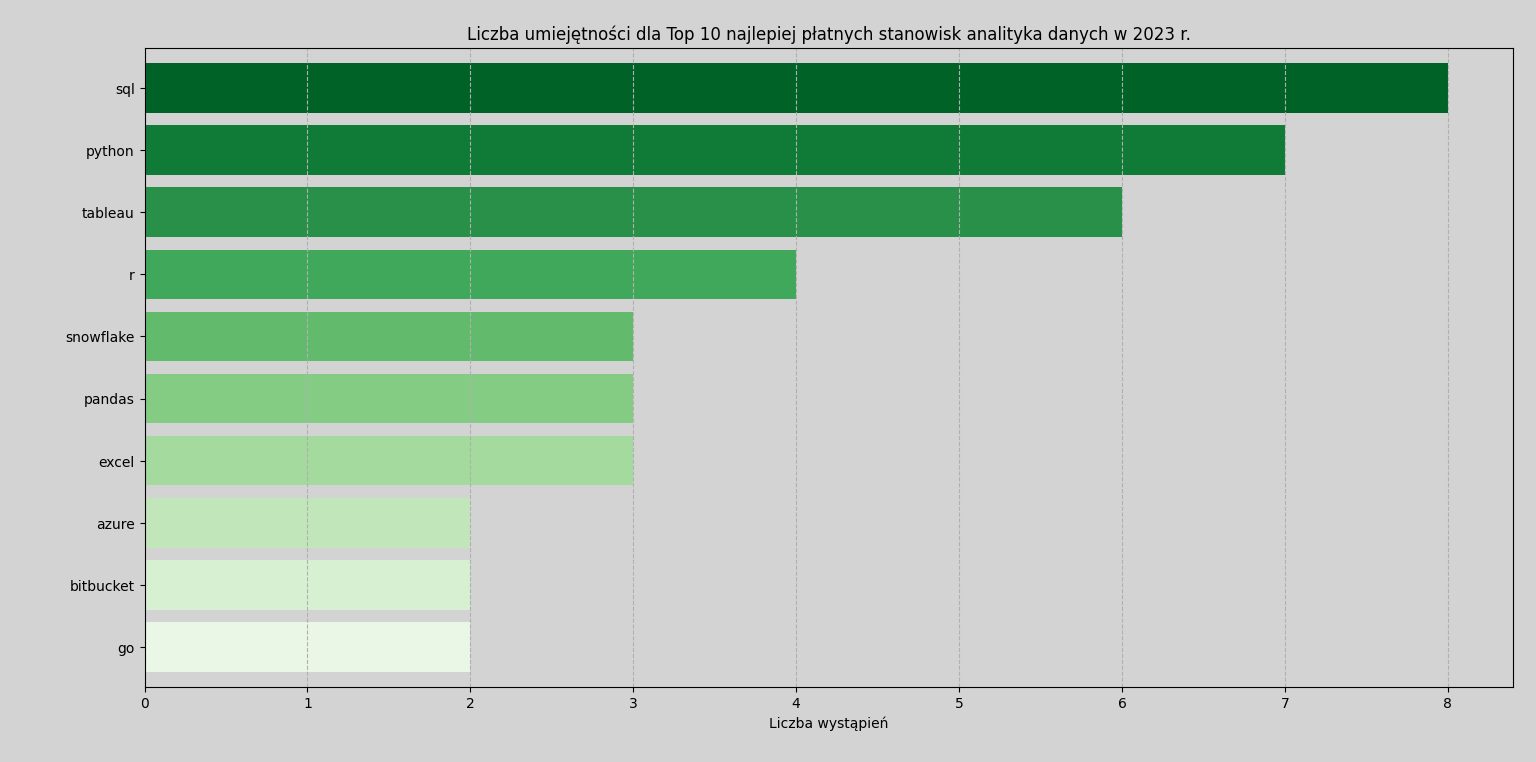 Liczba umiejętności dla Top 10 najlepiej płatnych stanowisk analityka danych w 2023 r.
sql
python
tableau
r
snowflake
pandas
excel
azure
bitbucket
go
0 1 2 3 4 5 6 7 8
Liczba wystąpień